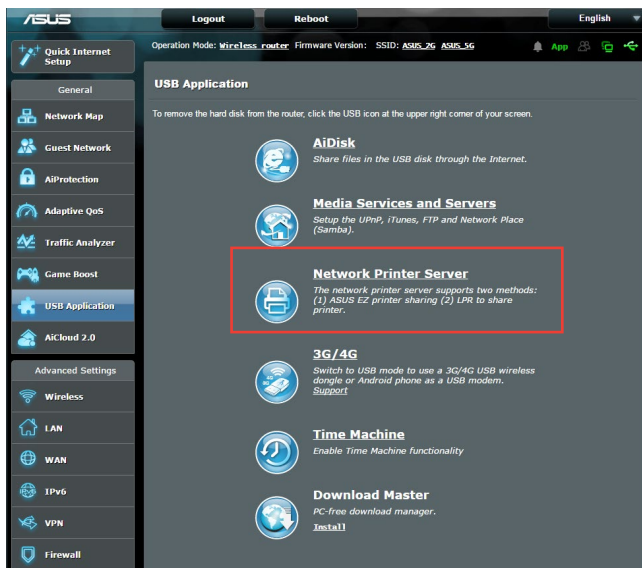 ASUS
Logout
Reboot
English
Quick Internet
Setup
Operation Mode: Wireless router Firmware Version: SSID: ASUS_2G ASUS_5G
App
General
Network Map
Guest Network
AiProtection
Adaptive QoS
Traffic Analyzer
Game Boost
USB Application
AiCloud 2.0
Advanced Settings
Wireless
LAN
WAN
IPv6
VPN
Firewall
USB Application
To remove the hard disk from the router, click the USB icon at the upper right corner of your screen.
AiDisk
Share files in the USB disk through the Internet.
Media Services and Servers
Setup the UPnP, iTunes, FTP and Network Place
(Samba).
Network Printer Server
The network printer server supports two methods:
(1) ASUS EZ printer sharing (2) LPR to share
printer.
3G/4G
Switch to USB mode to use a 3G/4G USB wireless
dongle or Android phone as a USB modem.
Support
Time Machine
Enable Time Machine functionality
Download Master
PC-free download manager.
Install